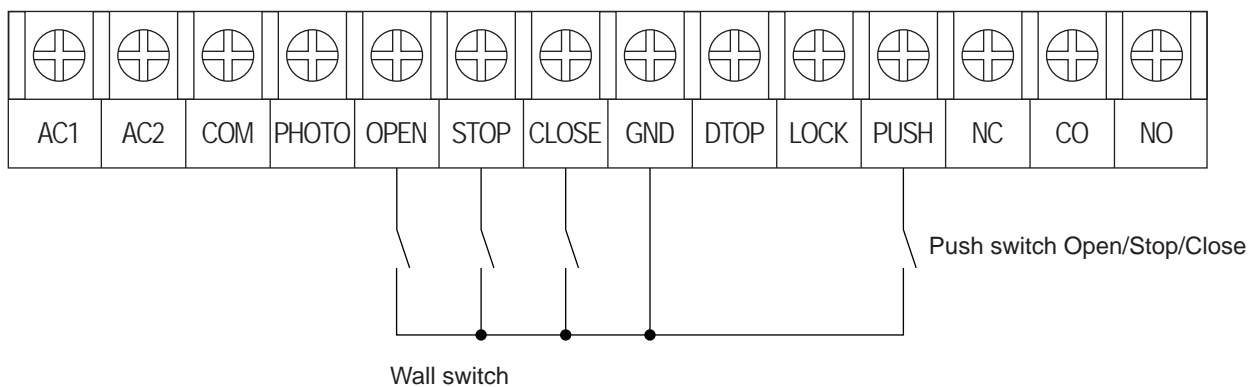 AC1 AC2 COM PHOTO OPEN STOP CLOSE GND DTOP LOCK PUSH NC CO NO
Push switch Open/Stop/Close
Wall switch